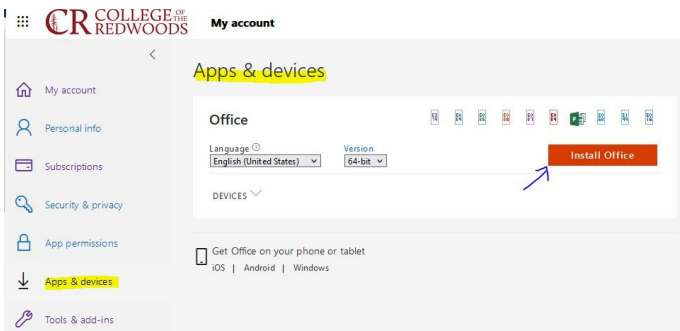 CR COLLEGE OF THE REDWOODS
My account
Apps & devices
My account
Personal info
Subscriptions
Security & privacy
App permissions
Apps & devices
Tools & add-ins
Office
Language
Version
English (United States)
64-bit
Install Office
DEVICES
Get Office on your phone or tablet
iOS | Android | Windows